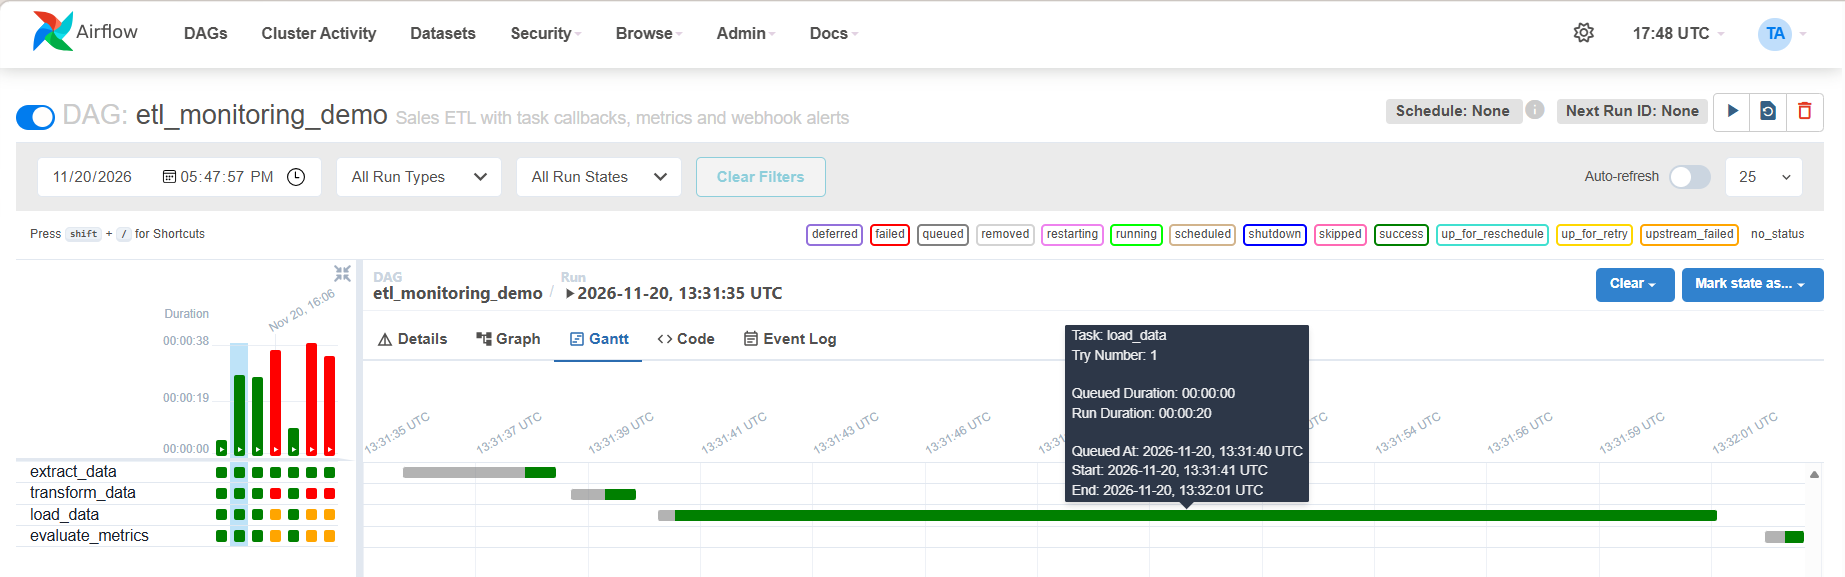 Airflow DAGs Cluster Activity Datasets Security Browse Admin Docs 17:48 UTC TA
DAG: etl_monitoring_demo Sales ETL with task callbacks, metrics and webhook alerts Schedule: None i Next Run ID: None
11/20/2026 05:47:57 PM All Run Types All Run States Clear Filters Auto-refresh 25
Press shift + / for Shortcuts deferred failed queued removed restarting running scheduled shutdown skipped success up_for_reschedule up_for_retry upstream_failed no_status
DAG Run
etl_monitoring_demo / 2026-11-20, 13:31:35 UTC Clear Mark state as...
Details Graph Gantt Code Event Log
Duration
Nov 20, 16:06
00:00:38
00:00:19
00:00:00
Task: load_data
Try Number: 1
Queued Duration: 00:00:00
Run Duration: 00:00:20
Queued At: 2026-11-20, 13:31:40 UTC
Start: 2026-11-20, 13:31:41 UTC
End: 2026-11-20, 13:32:01 UTC
13:31:35 UTC 13:31:37 UTC 13:31:39 UTC 13:31:41 UTC 13:31:43 UTC 13:31:46 UTC 13:31:54 UTC 13:31:56 UTC 13:31:59 UTC 13:32:01 UTC
extract_data
transform_data
load_data
evaluate_metrics